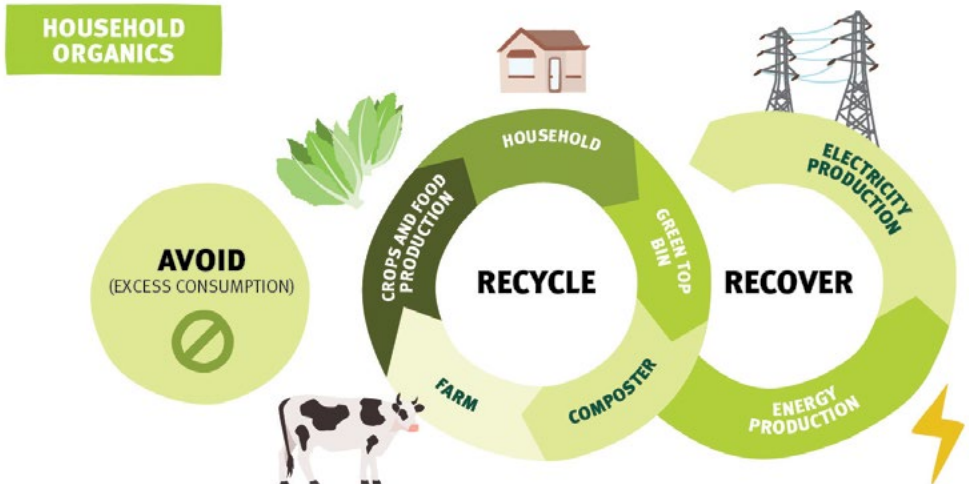 HOUSEHOLD
ORGANICS
AVOID
(EXCESS CONSUMPTION)
RECYCLE
HOUSEHOLD
GREEN TOP
BIN
COMPOSTER
FARM
CROPS AND FOOD
PRODUCTION
RECOVER
ELECTRICITY
PRODUCTION
ENERGY
PRODUCTION